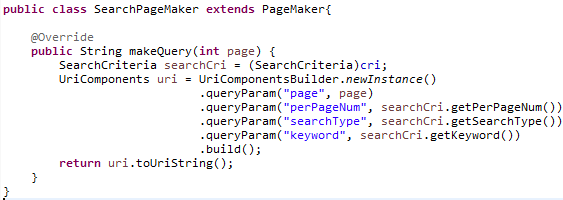 public class SearchPageMaker extends PageMaker{
@Override
public String makeQuery(int page) {
SearchCriteria searchCri = (SearchCriteria)cri;
UriComponents uri = UriComponentsBuilder.newInstance()
.queryParam("page", page)
.queryParam("perPageNum", searchCri.getPerPageNum())
.queryParam("searchType", searchCri.getSearchType())
.queryParam("keyword", searchCri.getKeyword())
.build();
return uri.toUriString();
}
}